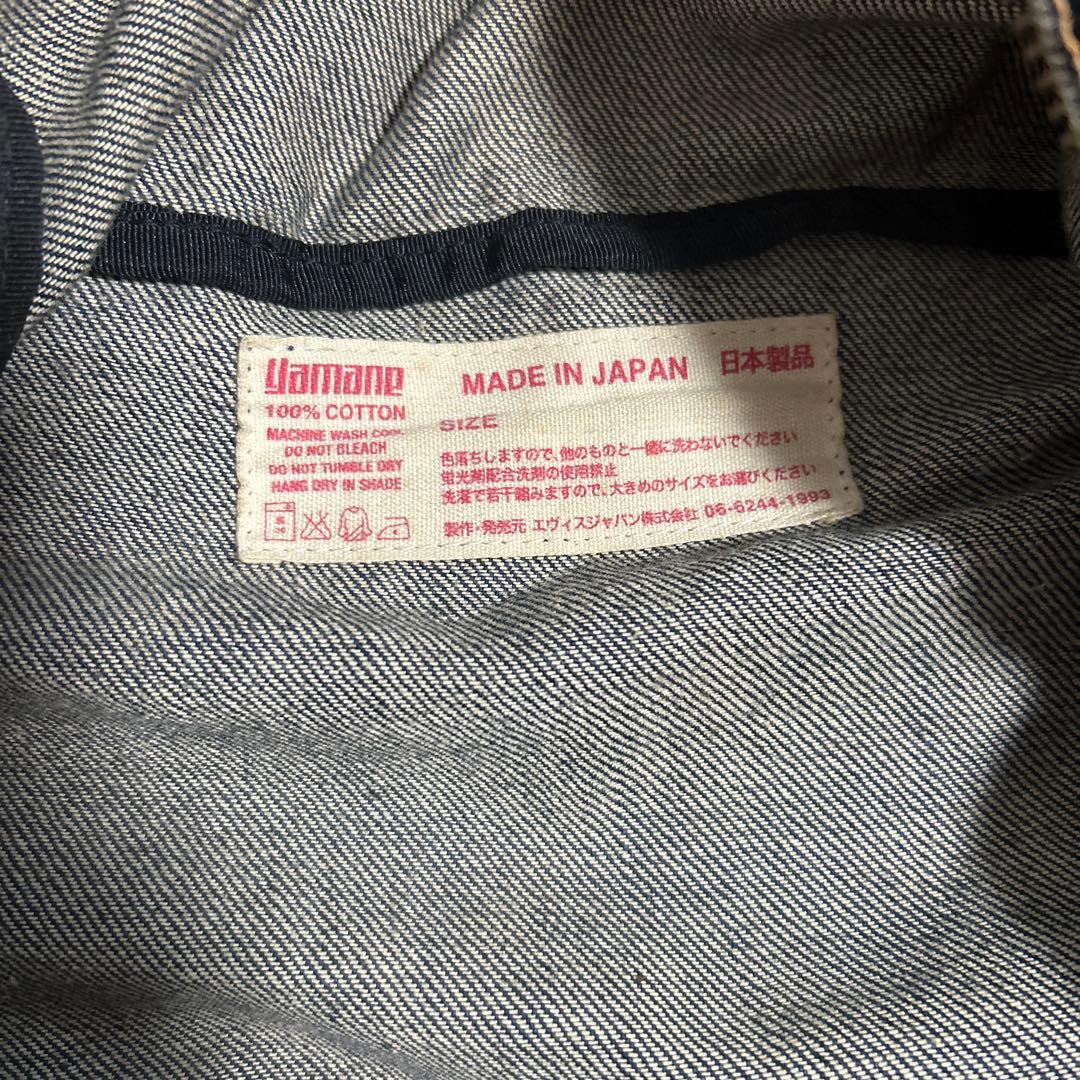 yamane
MADE IN JAPAN 日本製品
100% COTTON
MACHINE WASH COOL
DO NOT BLEACH
DO NOT TUMBLE DRY
HANG DRY IN SHADE
SIZE
色落ちしますので、他のものと一緒に洗わないでください
蛍光剤配合洗剤の使用禁止
洗濯で若干縮みますので、大きめのサイズをお選びください
製作・発売元 エヴィスジャパン株式会社 06-6244-1993